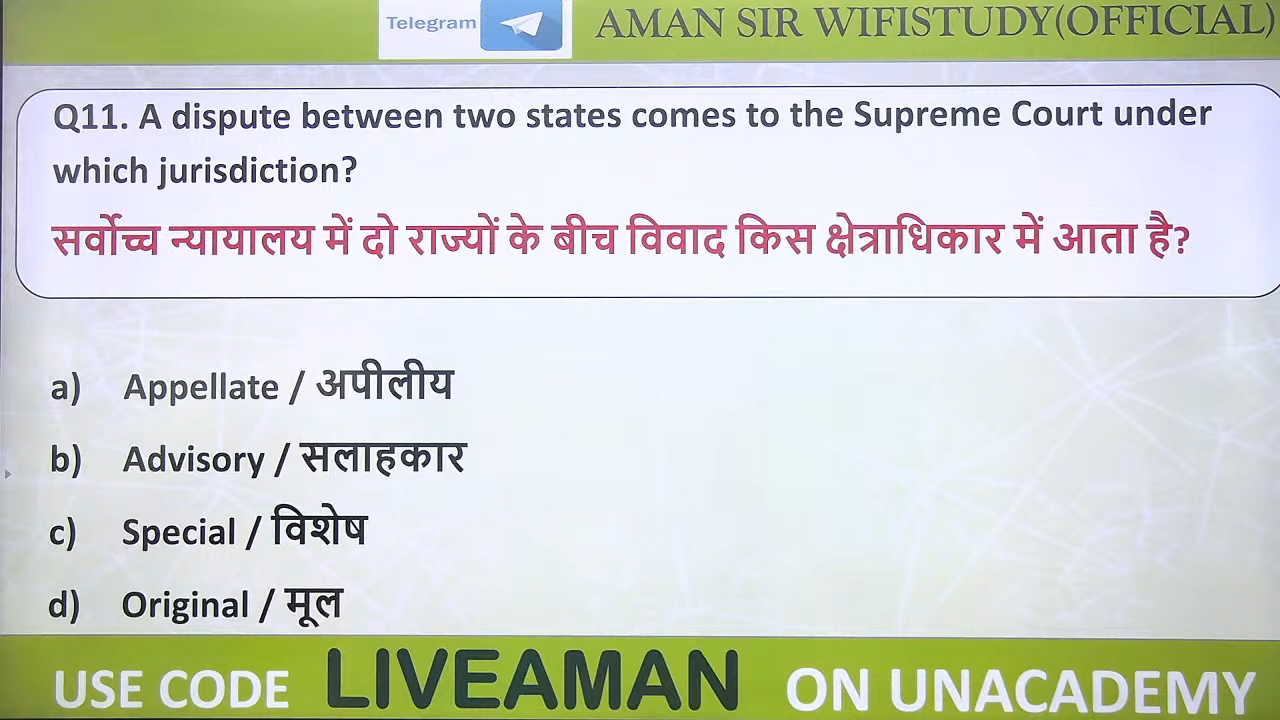 Telegram
AMAN SIR WIFISTUDY(OFFICIAL)
Q11. A dispute between two states comes to the Supreme Court under
which jurisdiction?
सर्वोच्च न्यायालय में दो राज्यों के बीच विवाद किस क्षेत्राधिकार में आता है?
a) Appellate / अपीलीय
b) Advisory / सलाहकार
c) Special / विशेष
d) Original / मूल
USE CODE LIVEAMAN ON UNACADEMY